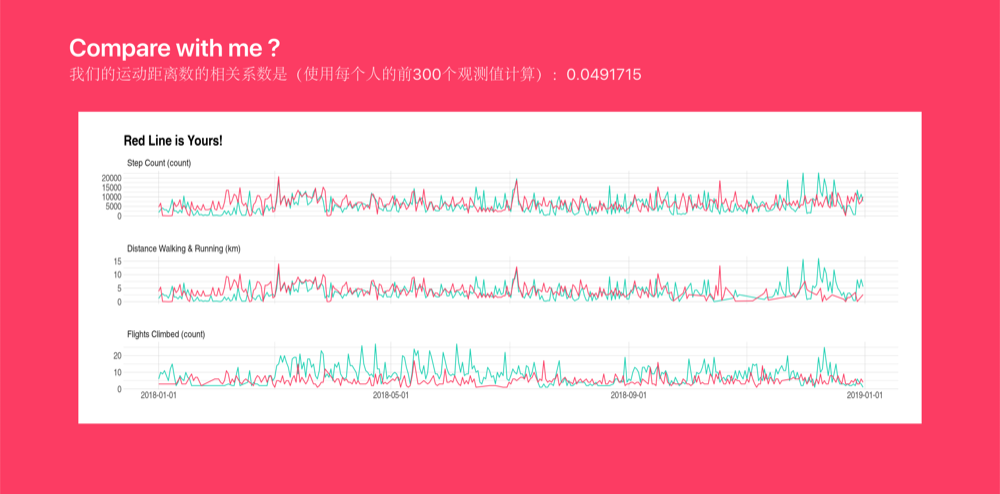 Compare with me ?
我们的运动距离数的相关系数是（使用每个人的前300个观测值计算）: 0.0491715
Red Line is Yours!
Step Count (count)
20000
15000
10000
5000
0
Distance Walking & Running (km)
15
10
5
0
Flights Climbed (count)
20
10
0
2018-01-01
2018-05-01
2018-09-01
2019-01-01